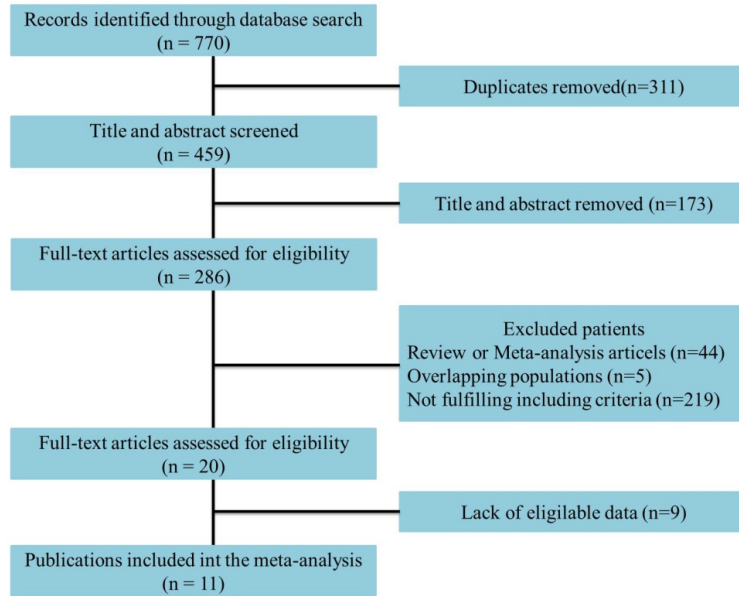 Records identified through database search
(n = 770)
Duplicates removed(n=311)
Title and abstract screened
(n = 459)
Title and abstract removed (n=173)
Full-text articles assessed for eligibility
(n = 286)
Excluded patients
Review or Meta-analysis articels (n=44)
Overlapping populations (n=5)
Not fulfilling including criteria (n=219)
Full-text articles assessed for eligibility
(n = 20)
Lack of eligilable data (n=9)
Publications included int the meta-analysis
(n = 11)